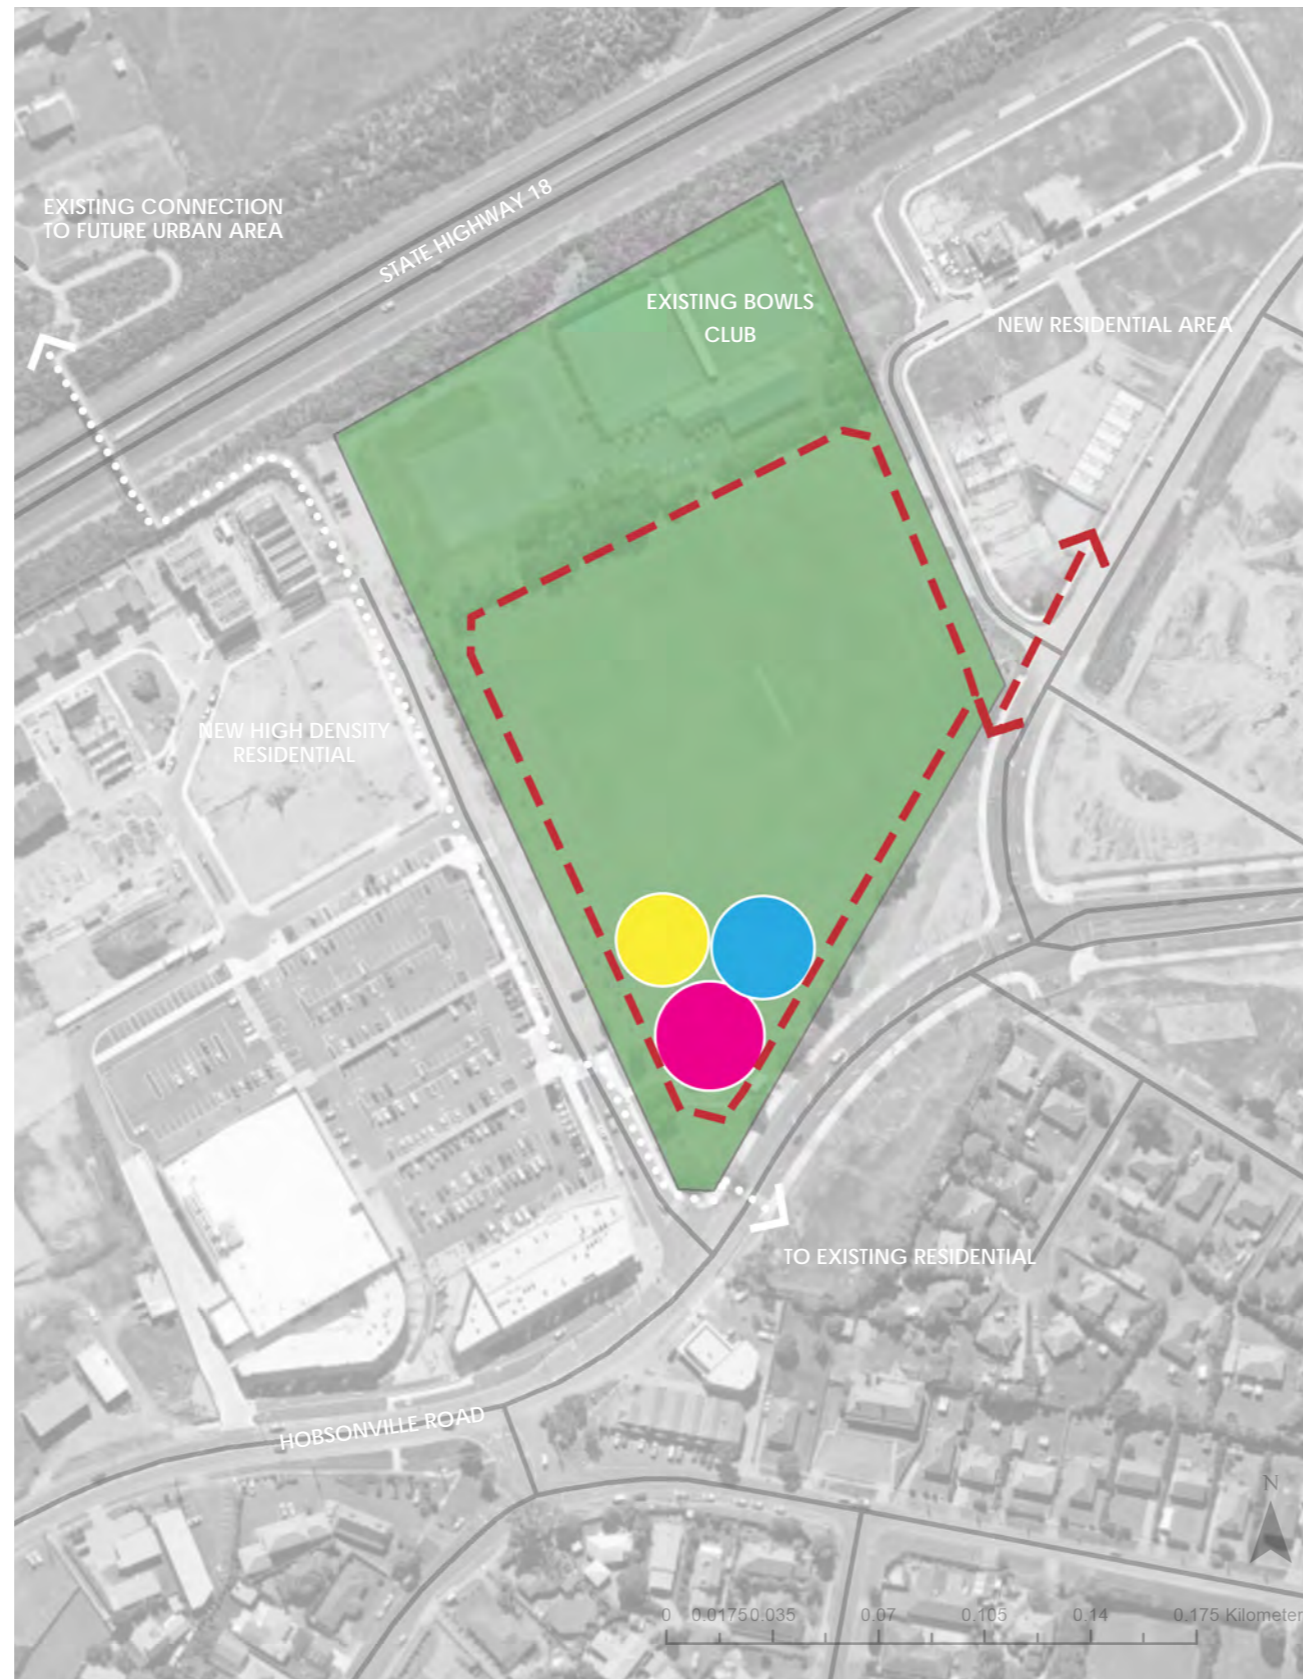 EXISTING CONNECTION
TO FUTURE URBAN AREA
STATE HIGHWAY 18
EXISTING BOWLS
CLUB
NEW RESIDENTIAL AREA
NEW HIGH DENSITY
RESIDENTIAL
TO EXISTING RESIDENTIAL
HOBSONVILLE ROAD
N
0 0.0175 0.035 0.07 0.105 0.14 0.175 Kilometer